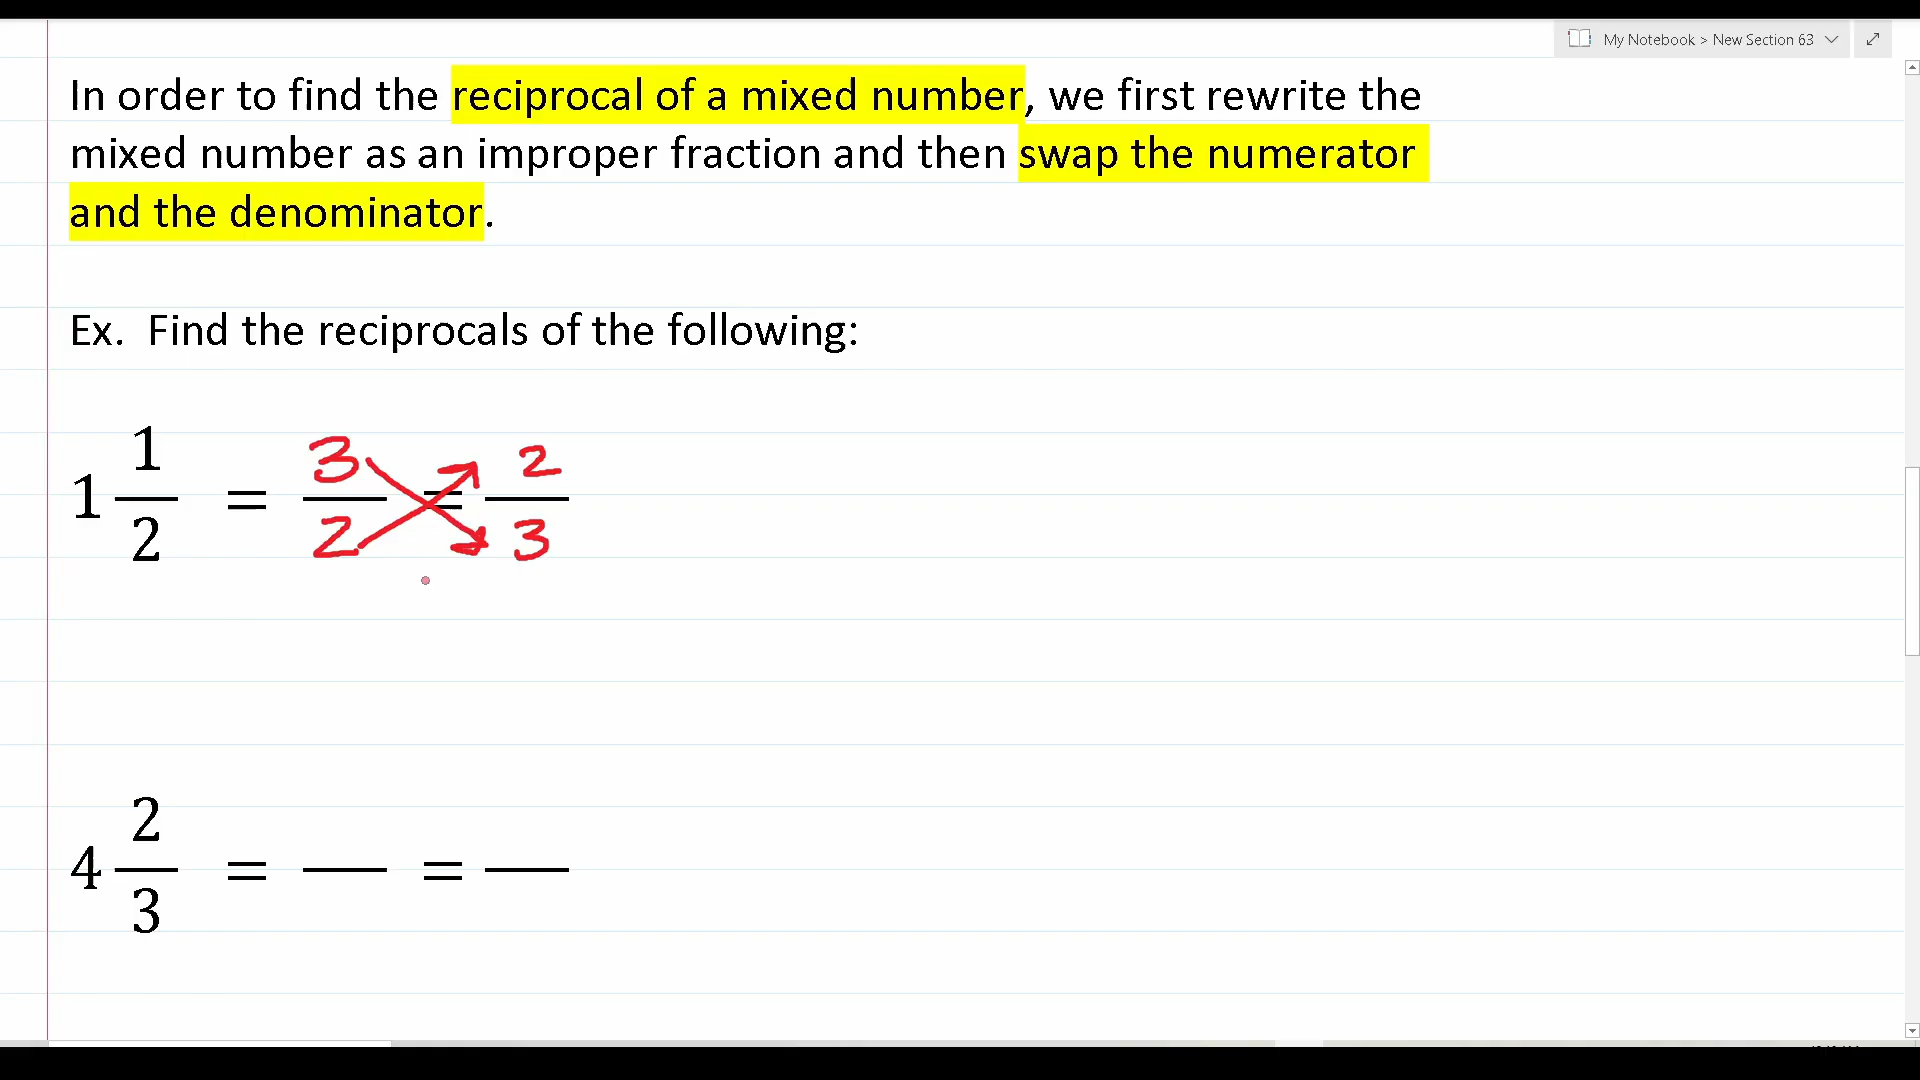 My Notebook > New Section 63
In order to find the reciprocal of a mixed number, we first rewrite the
mixed number as an improper fraction and then swap the numerator
and the denominator.
Ex. Find the reciprocals of the following:
1 1/2 = 3/2 = 2/3
4 2/3 = — = —